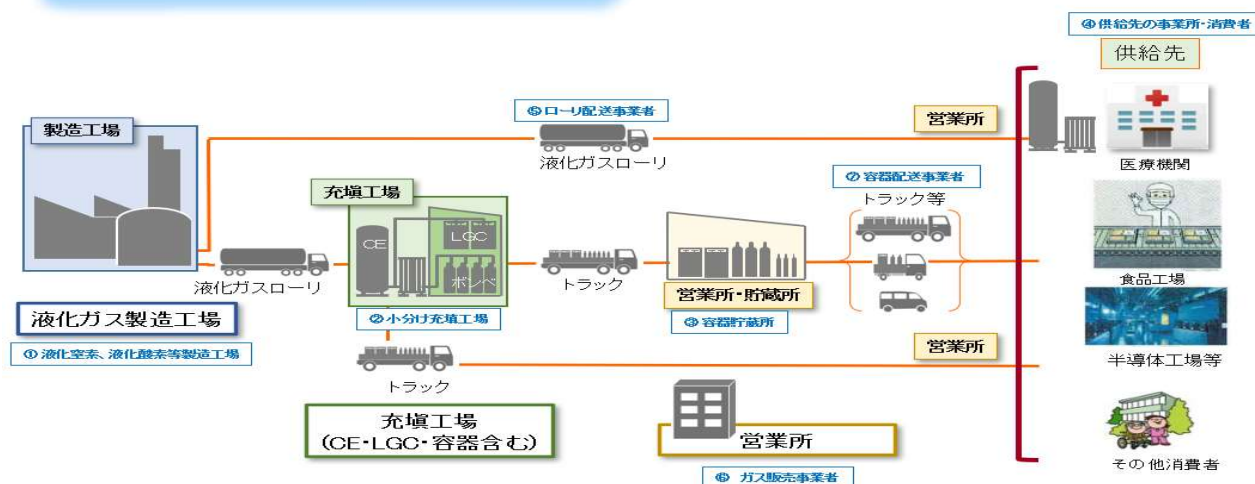 ④供給先の事業所・消費者
供給先
⑤ローリ配送事業者
営業所
製造工場
液化ガスローリ
医療機関
⑦容器配送事業者
トラック等
充塡工場
CE
LGC
ボンベ
液化ガスローリ
トラック
営業所・貯蔵所
食品工場
液化ガス製造工場
②小分け充塡工場
③容器貯蔵所
①液化窒素、液化酸素等製造工場
営業所
半導体工場等
トラック
充塡工場
(CE・LGC・容器含む)
営業所
その他消費者
⑥ ガス販売事業者